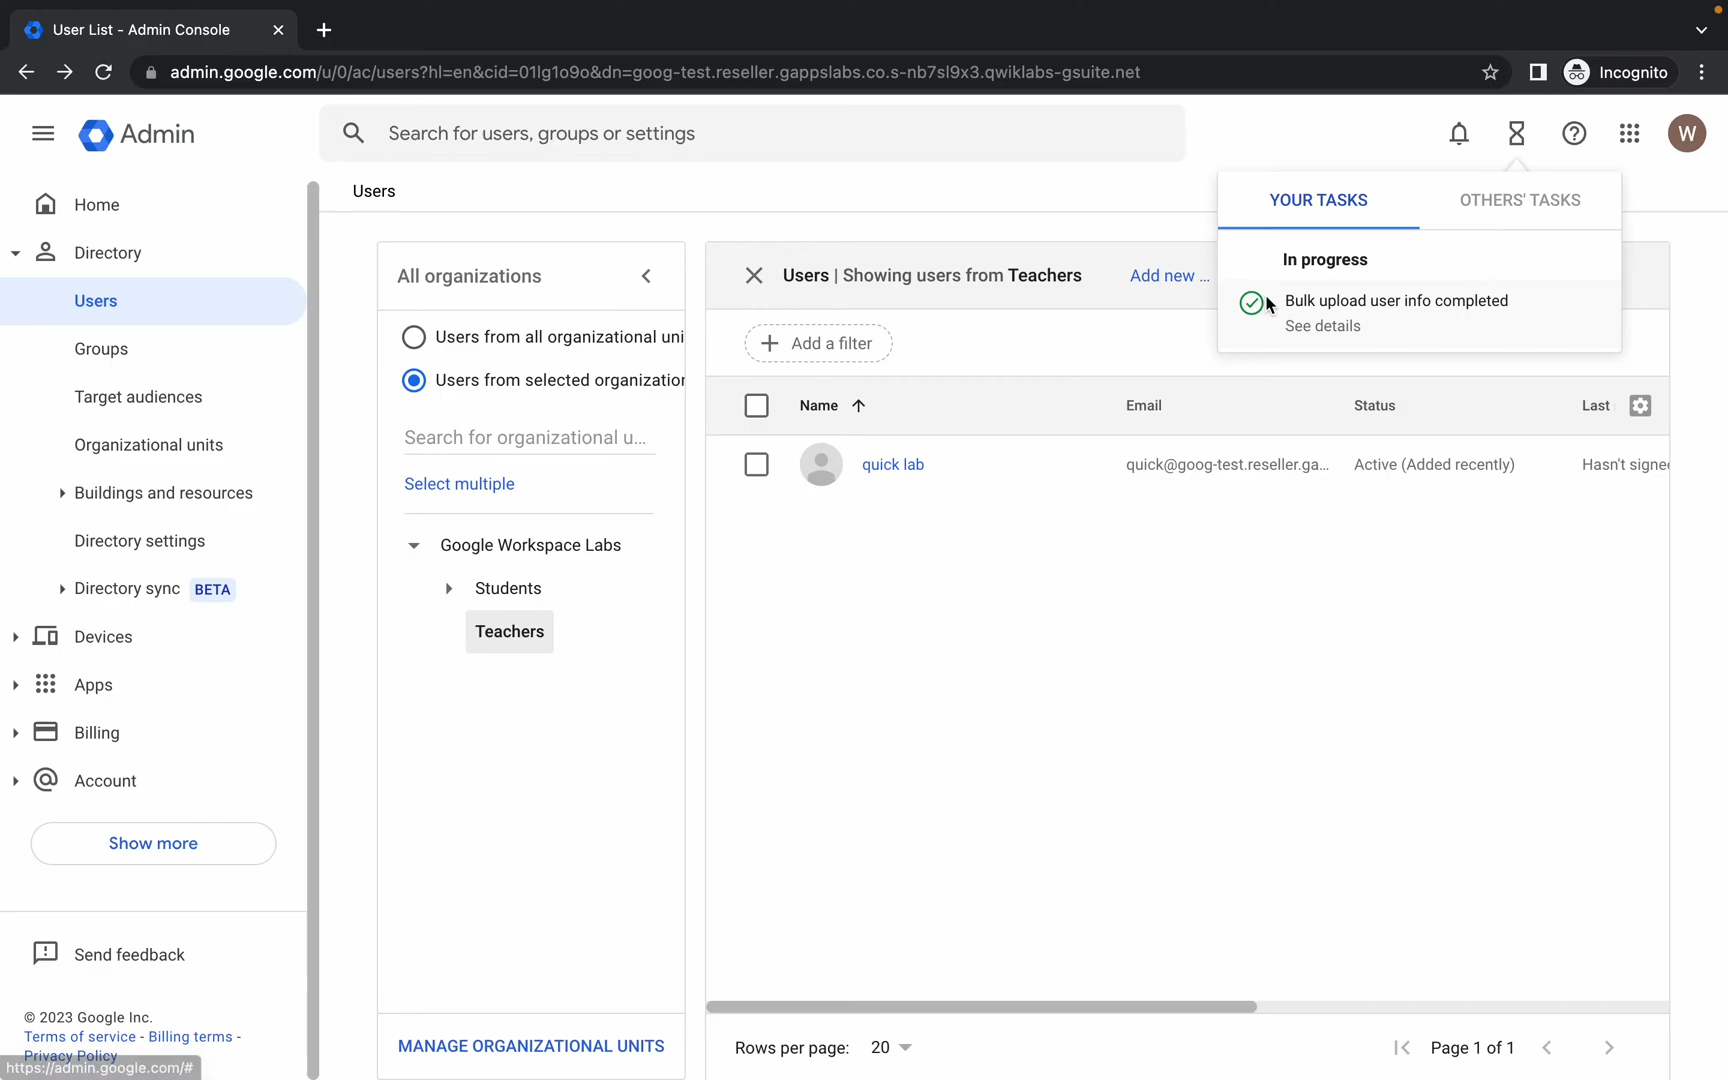 User List - Admin Console
admin.google.com/u/0/ac/users?hl=en&cid=01lg1o9o&dn=goog-test.reseller.gappslabs.co.s-nb7sl9x3.qwiklabs-gsuite.net
Incognito
Admin
Search for users, groups or settings
W
Home
Directory
Users
Groups
Target audiences
Organizational units
Buildings and resources
Directory settings
Directory sync BETA
Devices
Apps
Billing
Account
Show more
Send feedback
© 2023 Google Inc.
Terms of service - Billing terms -
Privacy Policy
https://admin.google.com/#
Users
All organizations
Users from all organizational uni
Users from selected organization
Search for organizational u...
Select multiple
Google Workspace Labs
Students
Teachers
MANAGE ORGANIZATIONAL UNITS
Users | Showing users from Teachers
Add new ...
Add a filter
Name Email Status Last
quick lab quick@goog-test.reseller.ga... Active (Added recently) Hasn't signe
Rows per page: 20
Page 1 of 1
YOUR TASKS
OTHERS' TASKS
In progress
Bulk upload user info completed
See details